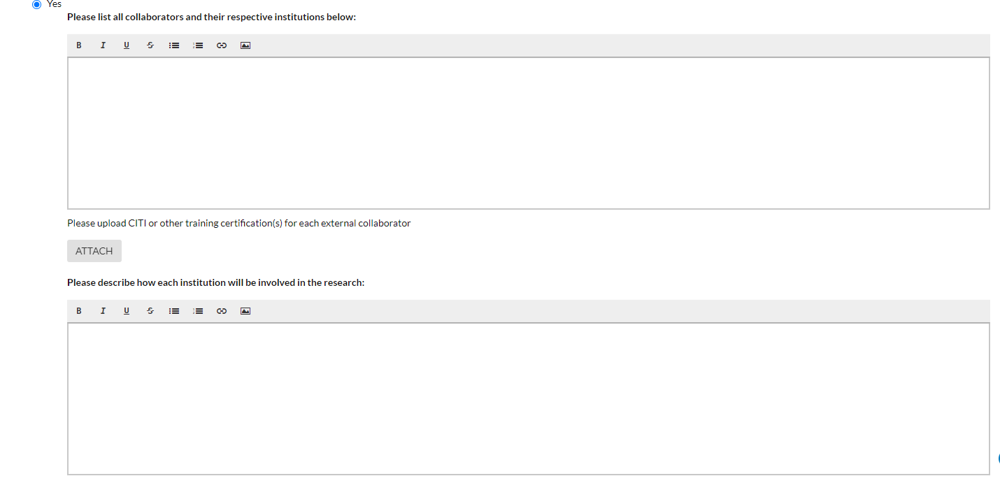 Yes
Please list all collaborators and their respective institutions below:
B I U S
Please upload CITI or other training certification(s) for each external collaborator
ATTACH
Please describe how each institution will be involved in the research:
B I U S